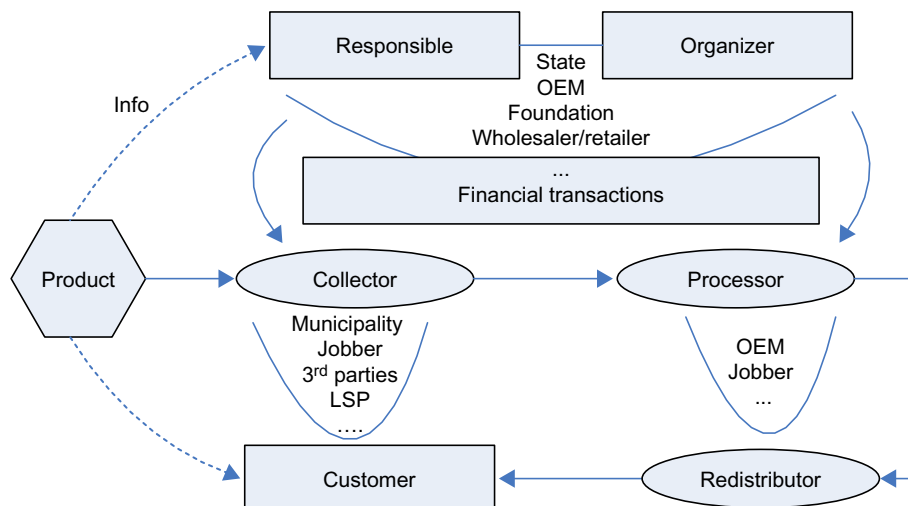 Responsible
Organizer
Info
State
OEM
Foundation
Wholesaler/retailer
...
Financial transactions
Product
Collector
Processor
Municipality
Jobber
3rd parties
LSP
....
OEM
Jobber
...
Customer
Redistributor